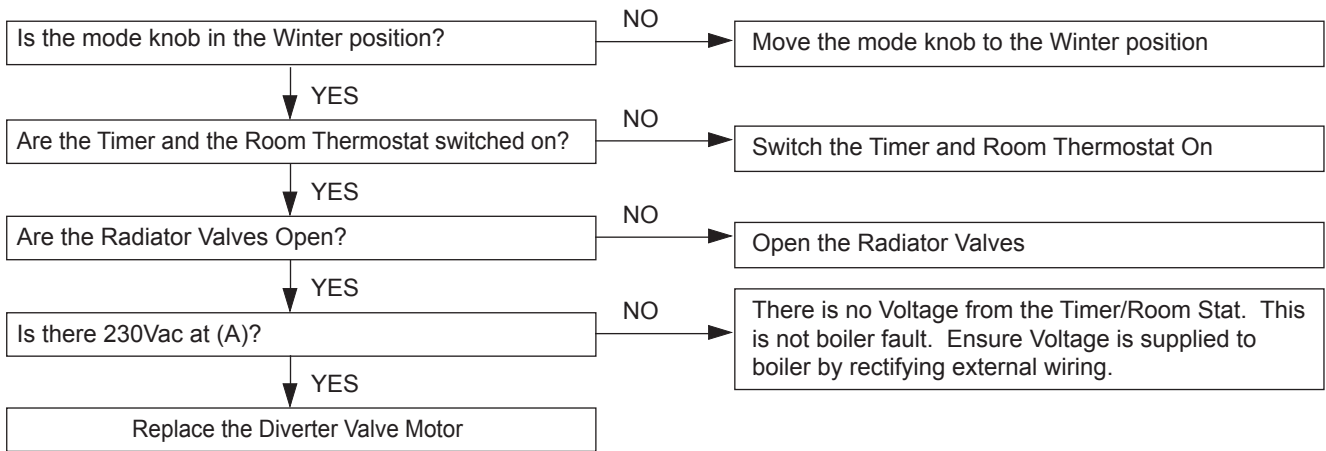 Is the mode knob in the Winter position?
NO
Move the mode knob to the Winter position
YES
Are the Timer and the Room Thermostat switched on?
NO
Switch the Timer and Room Thermostat On
YES
Are the Radiator Valves Open?
NO
Open the Radiator Valves
YES
Is there 230Vac at (A)?
NO
There is no Voltage from the Timer/Room Stat.  This
is not boiler fault.  Ensure Voltage is supplied to
boiler by rectifying external wiring.
YES
Replace the Diverter Valve Motor